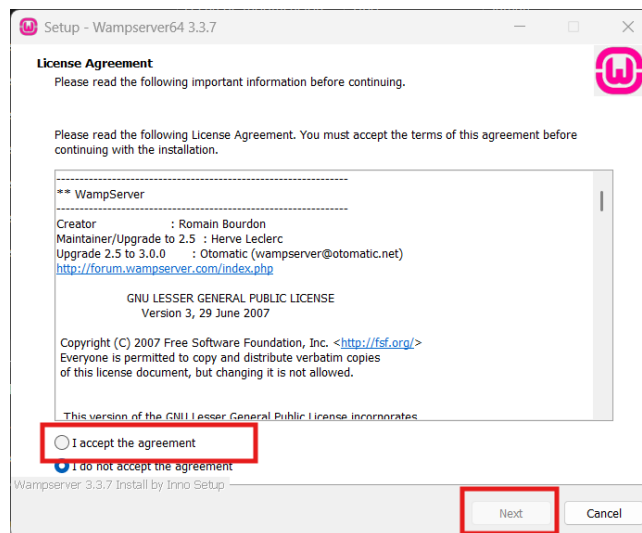 Setup - Wampserver64 3.3.7
License Agreement
Please read the following important information before continuing.
Please read the following License Agreement. You must accept the terms of this agreement before
continuing with the installation.
----------------------------------------------------------------
** WampServer
----------------------------------------------------------------
Creator : Romain Bourdon
Maintainer/Upgrade to 2.5 : Herve Leclerc
Upgrade 2.5 to 3.0.0 : Otomatic (wampserver@otomatic.net)
http://forum.wampserver.com/index.php
GNU LESSER GENERAL PUBLIC LICENSE
Version 3, 29 June 2007
Copyright (C) 2007 Free Software Foundation, Inc. <http://fsf.org/>
Everyone is permitted to copy and distribute verbatim copies
of this license document, but changing it is not allowed.
This version of the GNU Lesser General Public License incorporates
I accept the agreement
I do not accept the agreement
Wampserver 3.3.7 Install by Inno Setup
Next
Cancel